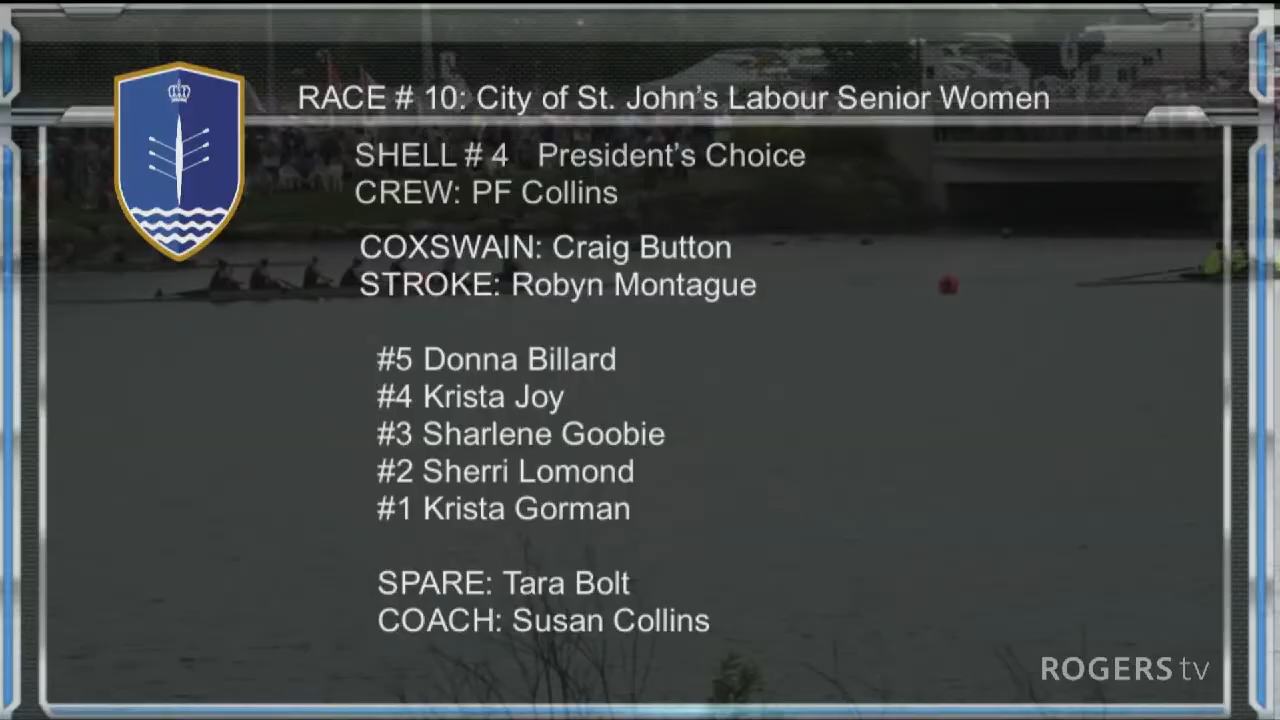 RACE # 10: City of St. John's Labour Senior Women
SHELL # 4 President's Choice
CREW: PF Collins
COXSWAIN: Craig Button
STROKE: Robyn Montague
#5 Donna Billard
#4 Krista Joy
#3 Sharlene Goobie
#2 Sherri Lomond
#1 Krista Gorman
SPARE: Tara Bolt
COACH: Susan Collins
ROGERS tv